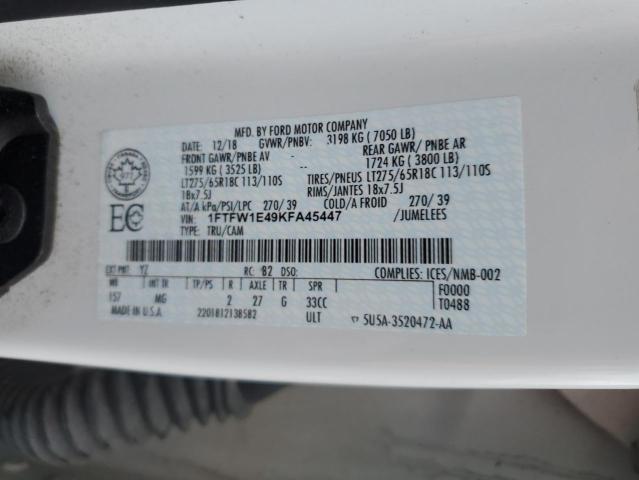 MFD. BY FORD MOTOR COMPANY
DATE: 12/18 GVWR/PNBV: 3198 KG ( 7050 LB)
FRONT GAWR/ PNBE AV REAR GAWR/ PNBE AR
1599 KG ( 3525 LB) 1724 KG ( 3800 LB)
LT275/65R18C 113/110S TIRES/PNEUS LT275/65R18C 113/110S
18x7.5J RIMS/JANTES 18x7.5J
AT/A kPa/PSI/LPC 270/ 39 COLD/A FROID 270/ 39
VIN: 1FTFW1E49KFA45447 /JUMELEES
TYPE: TRU/CAM
EC
EXT PNT: YZ RC: 82 DSO: COMPLIES: ICES/NMB-002
WB INT TR TP/PS R AXLE TR SPR F0000
157 MG 2 27 G 33CC T0488
MADE IN U.S.A. 2201812138582 ULT 5U5A-3520472-AA